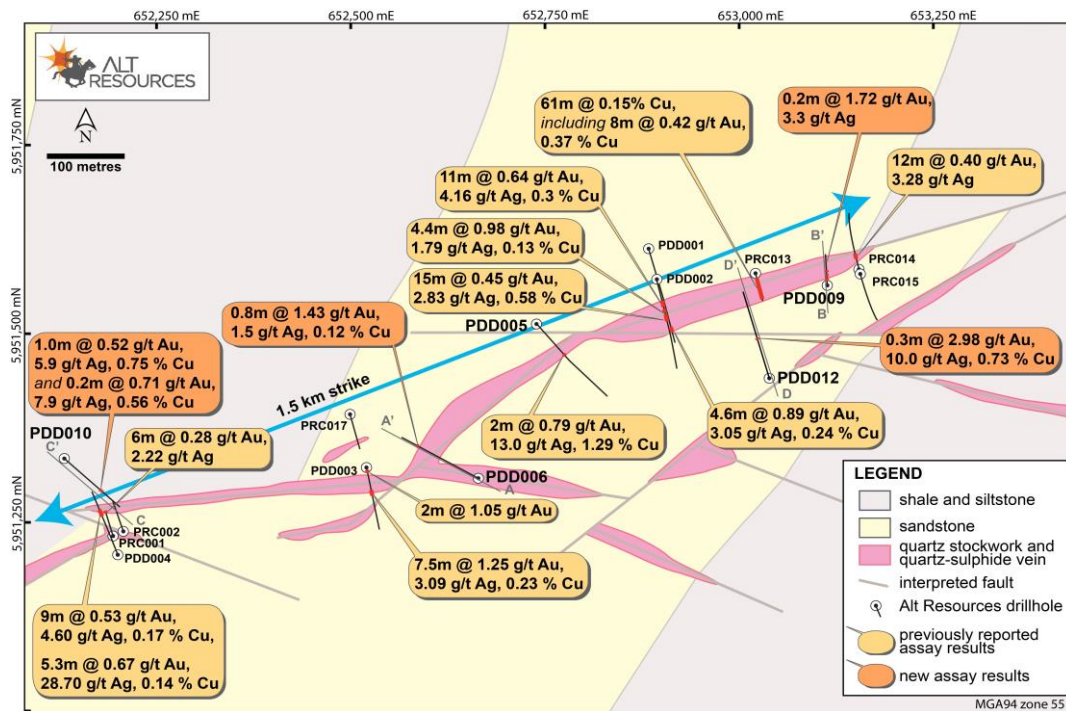 652,250 mE
652,500 mE
652,750 mE
653,000 mE
653,250 mE
ALT
RESOURCES
N
100 metres
5,951,750 mN
5,951,500 mN
5,951,250 mN
61m @ 0.15% Cu,
including 8m @ 0.42 g/t Au,
0.37 % Cu
0.2m @ 1.72 g/t Au,
3.3 g/t Ag
12m @ 0.40 g/t Au,
3.28 g/t Ag
11m @ 0.64 g/t Au,
4.16 g/t Ag, 0.3 % Cu
4.4m @ 0.98 g/t Au,
1.79 g/t Ag, 0.13 % Cu
15m @ 0.45 g/t Au,
2.83 g/t Ag, 0.58 % Cu
0.8m @ 1.43 g/t Au,
1.5 g/t Ag, 0.12 % Cu
1.0m @ 0.52 g/t Au,
5.9 g/t Ag, 0.75 % Cu
and 0.2m @ 0.71 g/t Au,
7.9 g/t Ag, 0.56 % Cu
6m @ 0.28 g/t Au,
2.22 g/t Ag
PDD001
PDD002
D'
PRC013
B'
PRC014
PRC015
PDD009
B
PDD005
1.5 km strike
0.3m @ 2.98 g/t Au,
10.0 g/t Ag, 0.73 % Cu
PDD012
D
4.6m @ 0.89 g/t Au,
3.05 g/t Ag, 0.24 % Cu
2m @ 0.79 g/t Au,
13.0 g/t Ag, 1.29 % Cu
PRC017
A'
PDD003
PDD006
A
2m @ 1.05 g/t Au
7.5m @ 1.25 g/t Au,
3.09 g/t Ag, 0.23 % Cu
PDD010
C'
C
PRC002
PRC001
PDD004
9m @ 0.53 g/t Au,
4.60 g/t Ag, 0.17 % Cu,
5.3m @ 0.67 g/t Au,
28.70 g/t Ag, 0.14 % Cu
LEGEND
shale and siltstone
sandstone
quartz stockwork and
quartz-sulphide vein
interpreted fault
Alt Resources drillhole
previously reported
assay results
new assay results
MGA94 zone 55